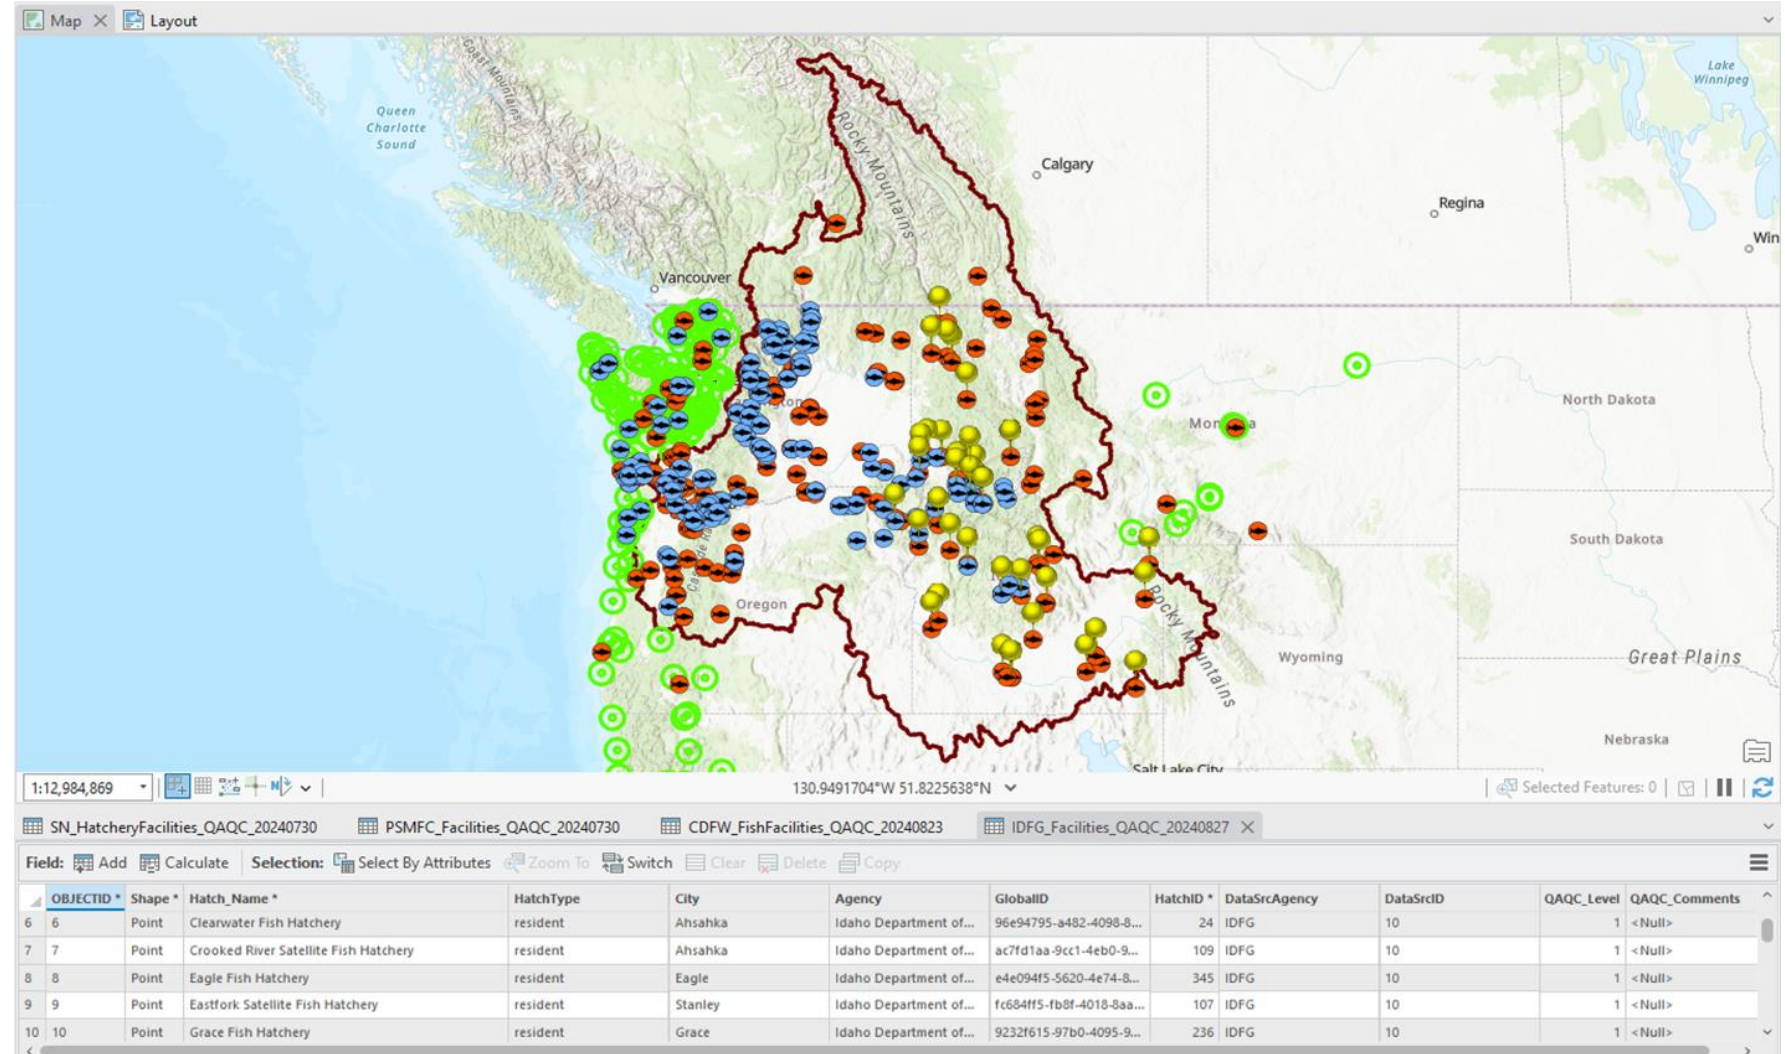 Map
Layout
Coast Mountains
Queen
Charlotte
Sound
Rocky Mountains
Calgary
Lake
Winnipeg
Regina
Win
Vancouver
North Dakota
South Dakota
Oregon
Rocky Mountains
Wyoming
Great Plains
Nebraska
Salt Lake City
1:12,984,869
130.9491704°W 51.8225638°N
Selected Features: 0
SN_HatcheryFacilities_QAQC_20240730 PSMFC_Facilities_QAQC_20240730 CDFW_FishFacilities_QAQC_20240823 IDFG_Facilities_QAQC_20240827
Field: Add Calculate Selection: Select By Attributes Zoom To Switch Clear Delete Copy
OBJECTID * Shape * Hatch_Name * HatchType City Agency GlobalID HatchID * DataSrcAgency DataSrcID QAQC_Level QAQC_Comments
6 6 Point Clearwater Fish Hatchery resident Ahsahka Idaho Department of... 96e94795-a482-4098-8... 24 IDFG 10 1 <Null>
7 7 Point Crooked River Satellite Fish Hatchery resident Ahsahka Idaho Department of... ac7fd1aa-9cc1-4eb0-9... 109 IDFG 10 1 <Null>
8 8 Point Eagle Fish Hatchery resident Eagle Idaho Department of... e4e094f5-5620-4e74-8... 345 IDFG 10 1 <Null>
9 9 Point Eastfork Satellite Fish Hatchery resident Stanley Idaho Department of... fc684ff5-fb8f-4018-8aa... 107 IDFG 10 1 <Null>
10 10 Point Grace Fish Hatchery resident Grace Idaho Department of... 9232f615-97b0-4095-9... 236 IDFG 10 1 <Null>